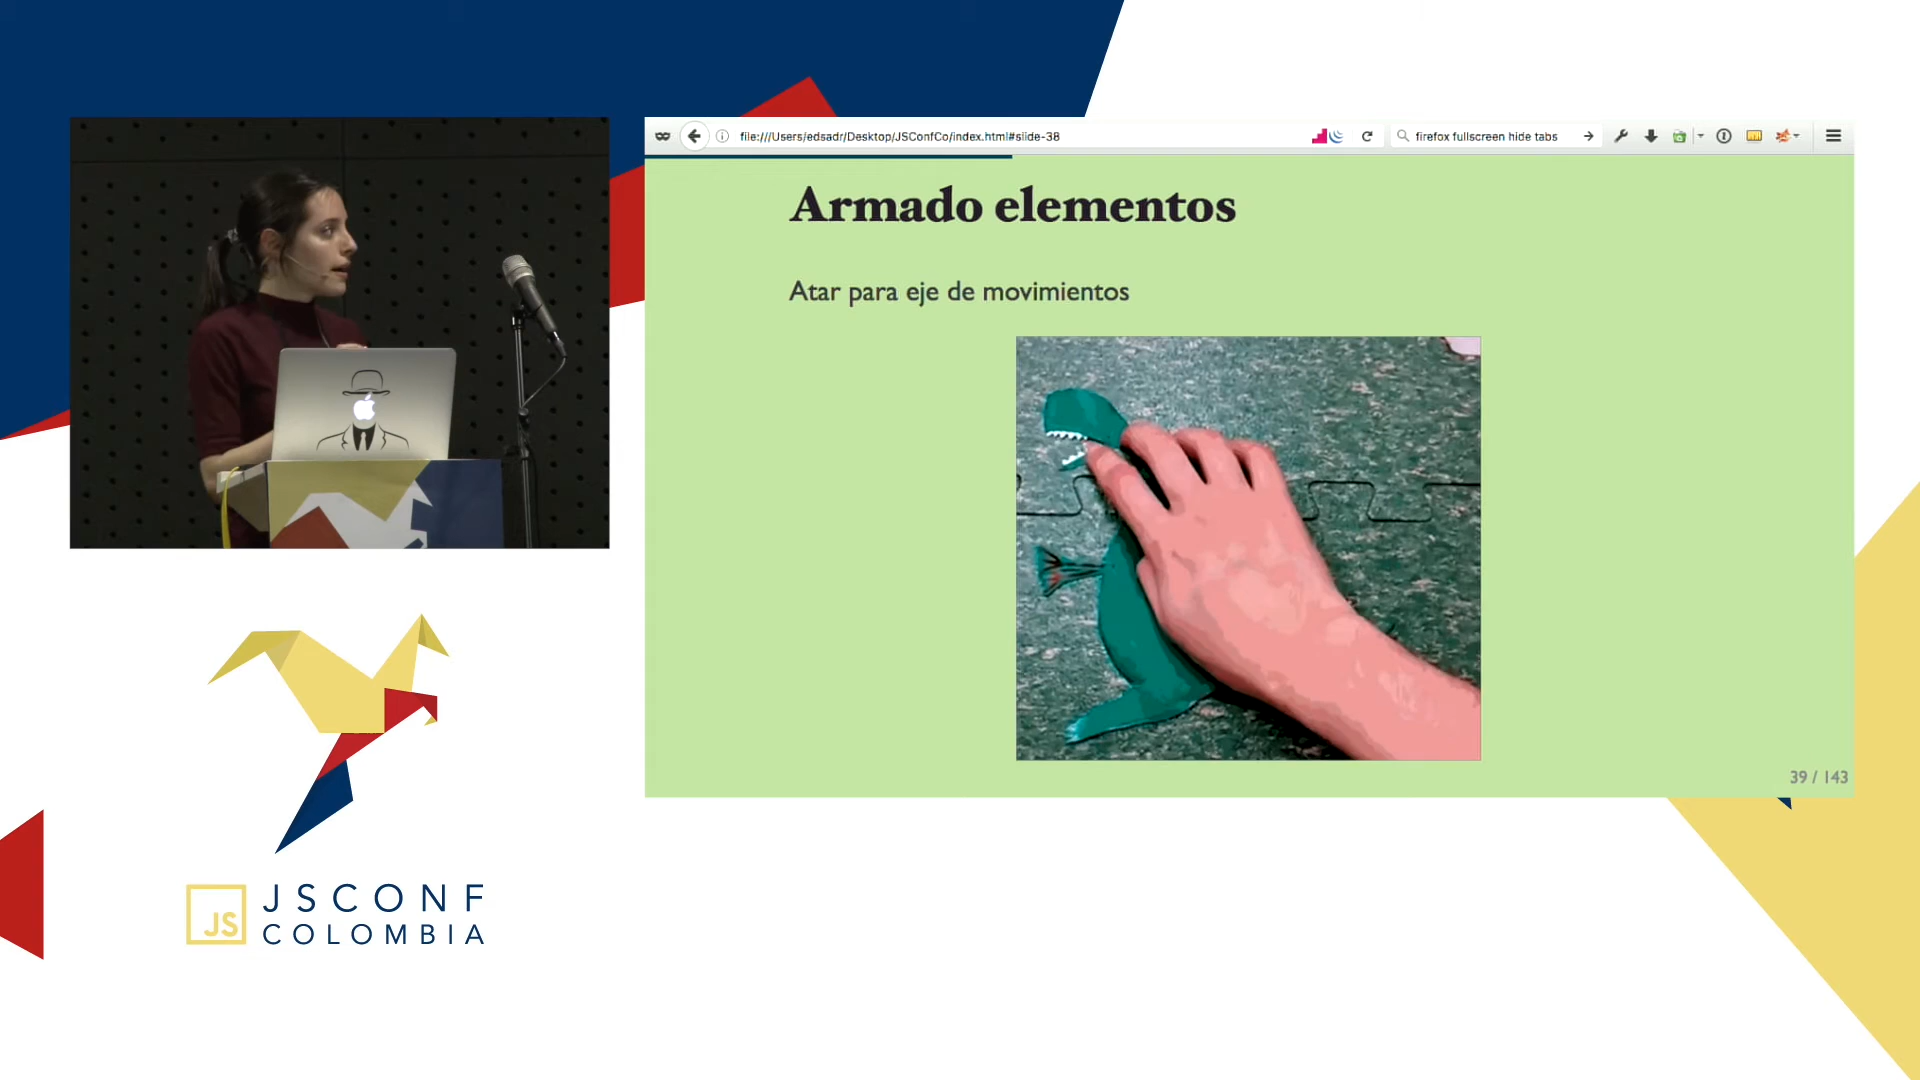 file:///Users/edsadr/Desktop/JSConfCo/index.html#slide-38
firefox fullscreen hide tabs
Armado elementos
Atar para eje de movimientos
39 / 143
JS
JSCONF
COLOMBIA